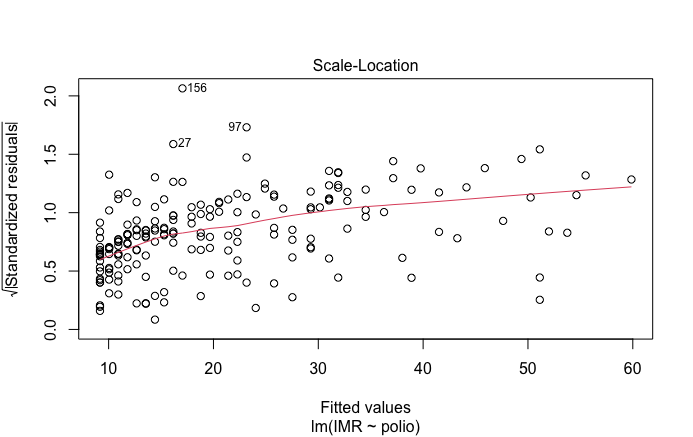 Scale-Location
√|Standardized residuals|
2.0
1.5
1.0
0.5
0.0
156
97
27
10 20 30 40 50 60
Fitted values
lm(IMR ~ polio)